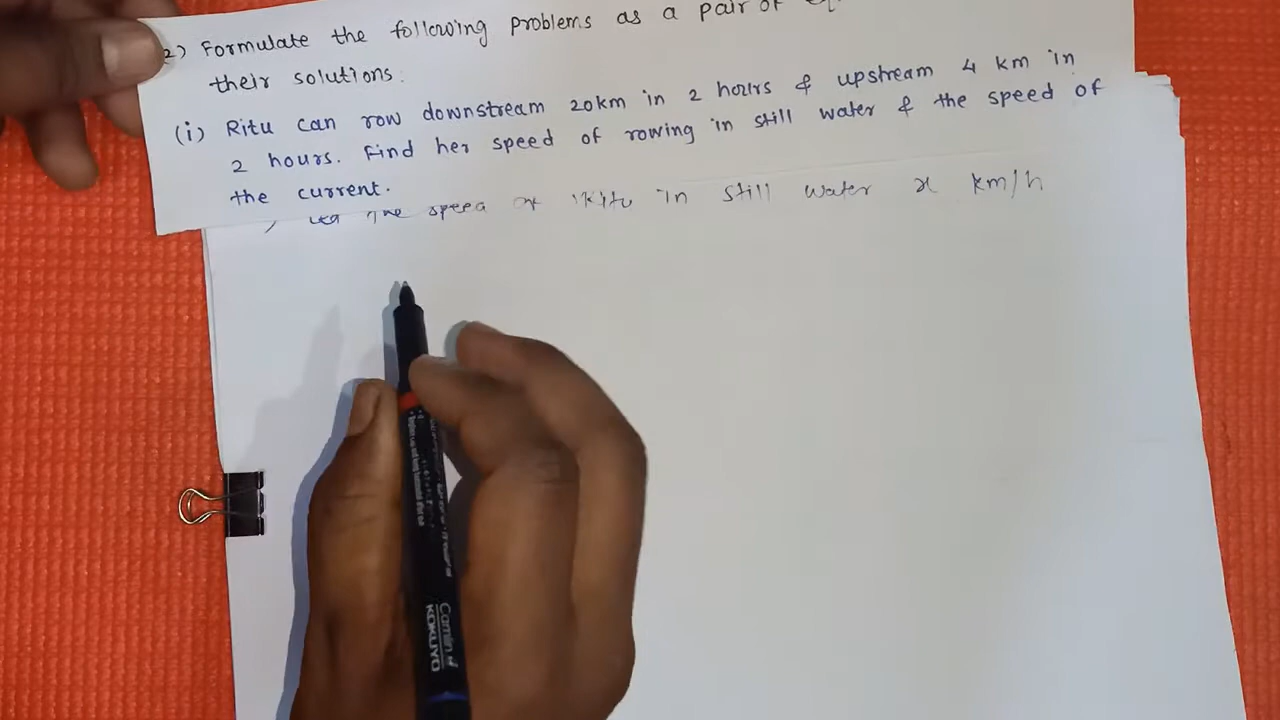 2) Formulate the following problems as a pair of
their solutions:
(i) Ritu can row downstream 20km in 2 hours & upstream 4 km in
2 hours. Find her speed of rowing in still water & the speed of
the current.
the speed of Ritu in still water x km/h
Camlin
KOKUYO